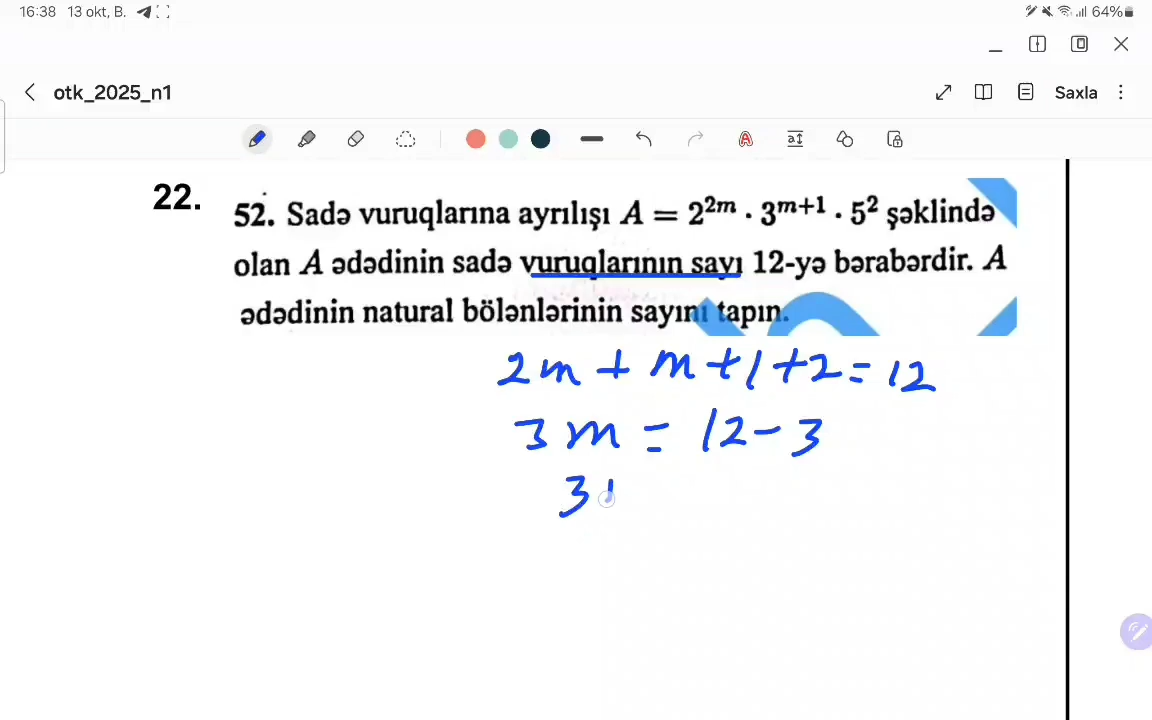 16:38 13 okt, B. 64%
otk_2025_n1 Saxla
22. 52. Sadə vuruqlarına ayrılışı A = 2^{2m} · 3^{m+1} · 5^2 şəklində
olan A ədədinin sadə vuruqlarının sayı 12-yə bərabərdir. A
ədədinin natural bölənlərinin sayını tapın.
2m + m + 1 + 2 = 12
3m = 12 - 3
3